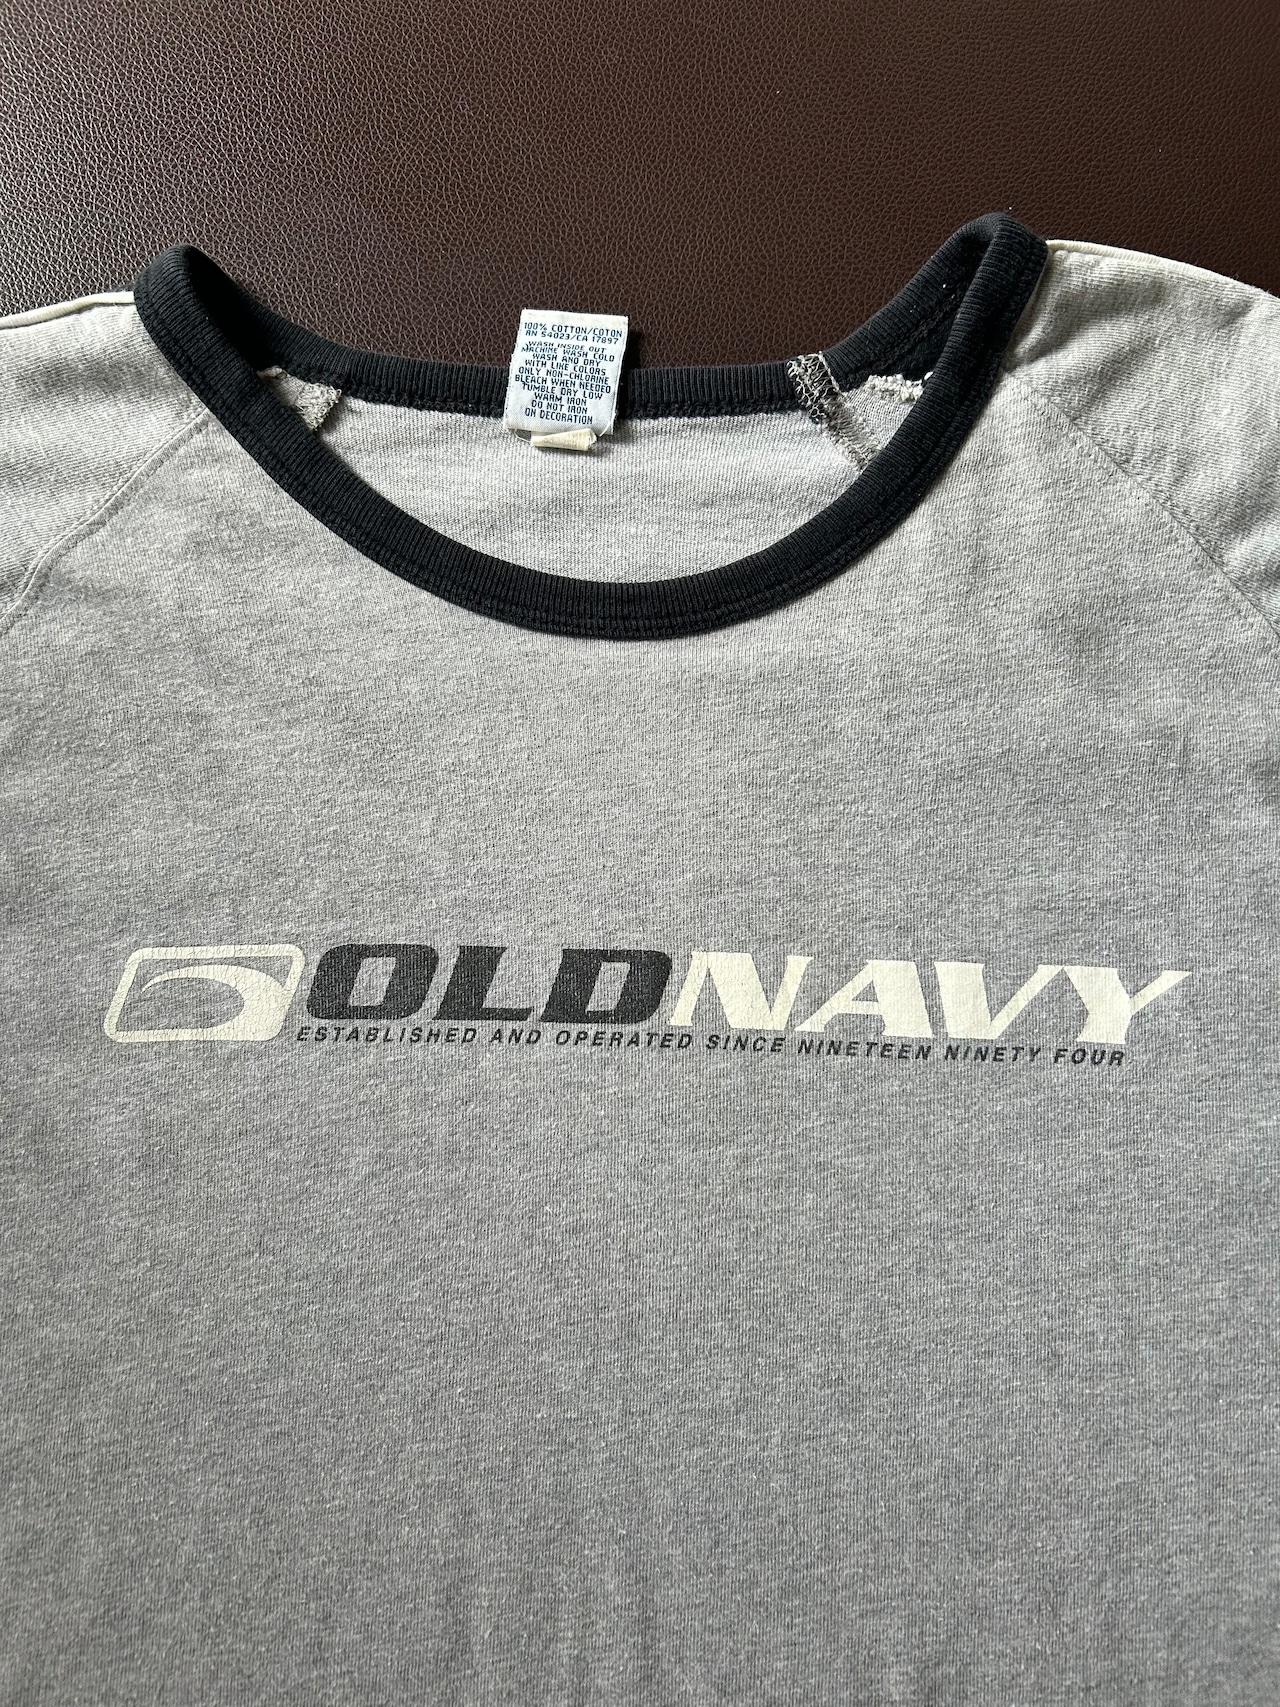 100% COTTON/COTON
RN 54023/CA 17897
WASH INSIDE OUT
MACHINE WASH COLD
WASH AND DRY
WITH LIKE COLORS
ONLY NON-CHLORINE
BLEACH WHEN NEEDED
TUMBLE DRY LOW
WARM IRON
DO NOT IRON
ON DECORATION
OLDNAVY
ESTABLISHED AND OPERATED SINCE NINETEEN NINETY FOUR